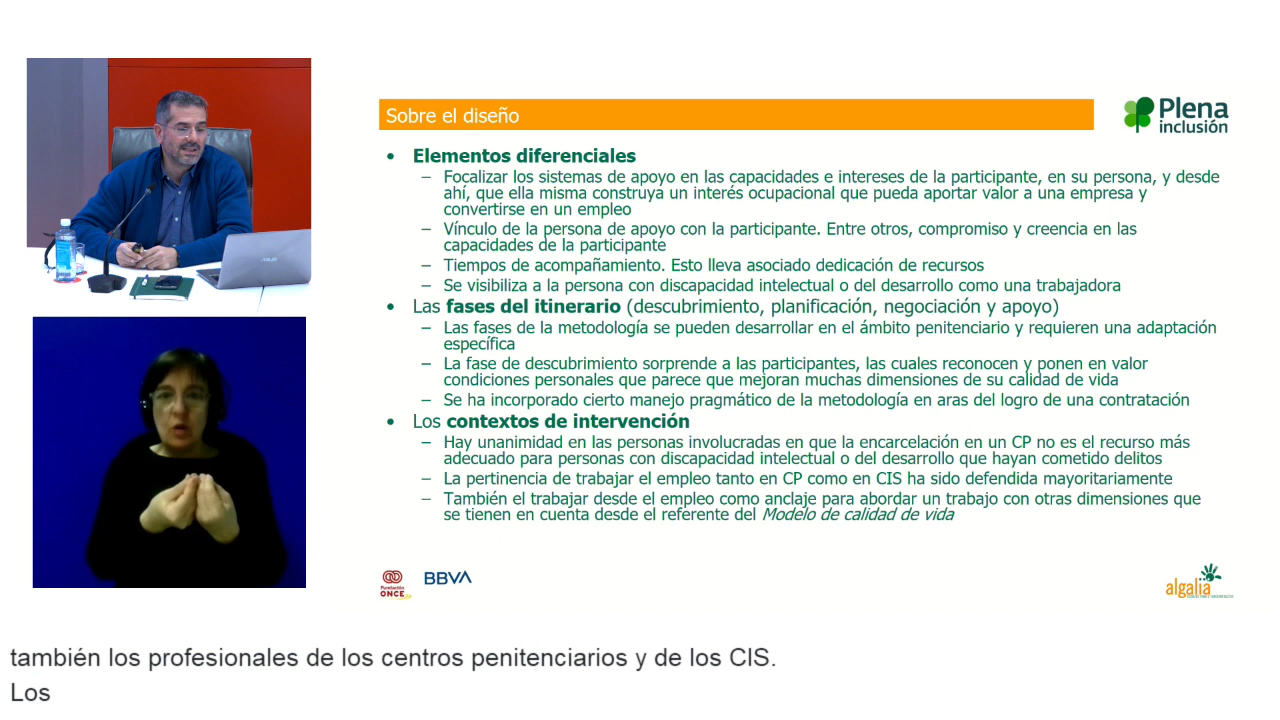 Sobre el diseño
Plena
inclusión
• Elementos diferenciales
– Focalizar los sistemas de apoyo en las capacidades e intereses de la participante, en su persona, y desde
ahí, que ella misma construya un interés ocupacional que pueda aportar valor a una empresa y
convertirse en un empleo
– Vínculo de la persona de apoyo con la participante. Entre otros, compromiso y creencia en las
capacidades de la participante
– Tiempos de acompañamiento. Esto lleva asociado dedicación de recursos
– Se visibiliza a la persona con discapacidad intelectual o del desarrollo como una trabajadora
• Las fases del itinerario (descubrimiento, planificación, negociación y apoyo)
– Las fases de la metodología se pueden desarrollar en el ámbito penitenciario y requieren una adaptación
específica
– La fase de descubrimiento sorprende a las participantes, las cuales reconocen y ponen en valor
condiciones personales que parece que mejoran muchas dimensiones de su calidad de vida
– Se ha incorporado cierto manejo pragmático de la metodología en aras del logro de una contratación
• Los contextos de intervención
– Hay unanimidad en las personas involucradas en que la encarcelación en un CP no es el recurso más
adecuado para personas con discapacidad intelectual o del desarrollo que hayan cometido delitos
– La pertinencia de trabajar el empleo tanto en CP como en CIS ha sido defendida mayoritariamente
– También el trabajar desde el empleo como anclaje para abordar un trabajo con otras dimensiones que
se tienen en cuenta desde el referente del Modelo de calidad de vida
Fundación
ONCE
BBVA
algalia
también los profesionales de los centros penitenciarios y de los CIS.
Los